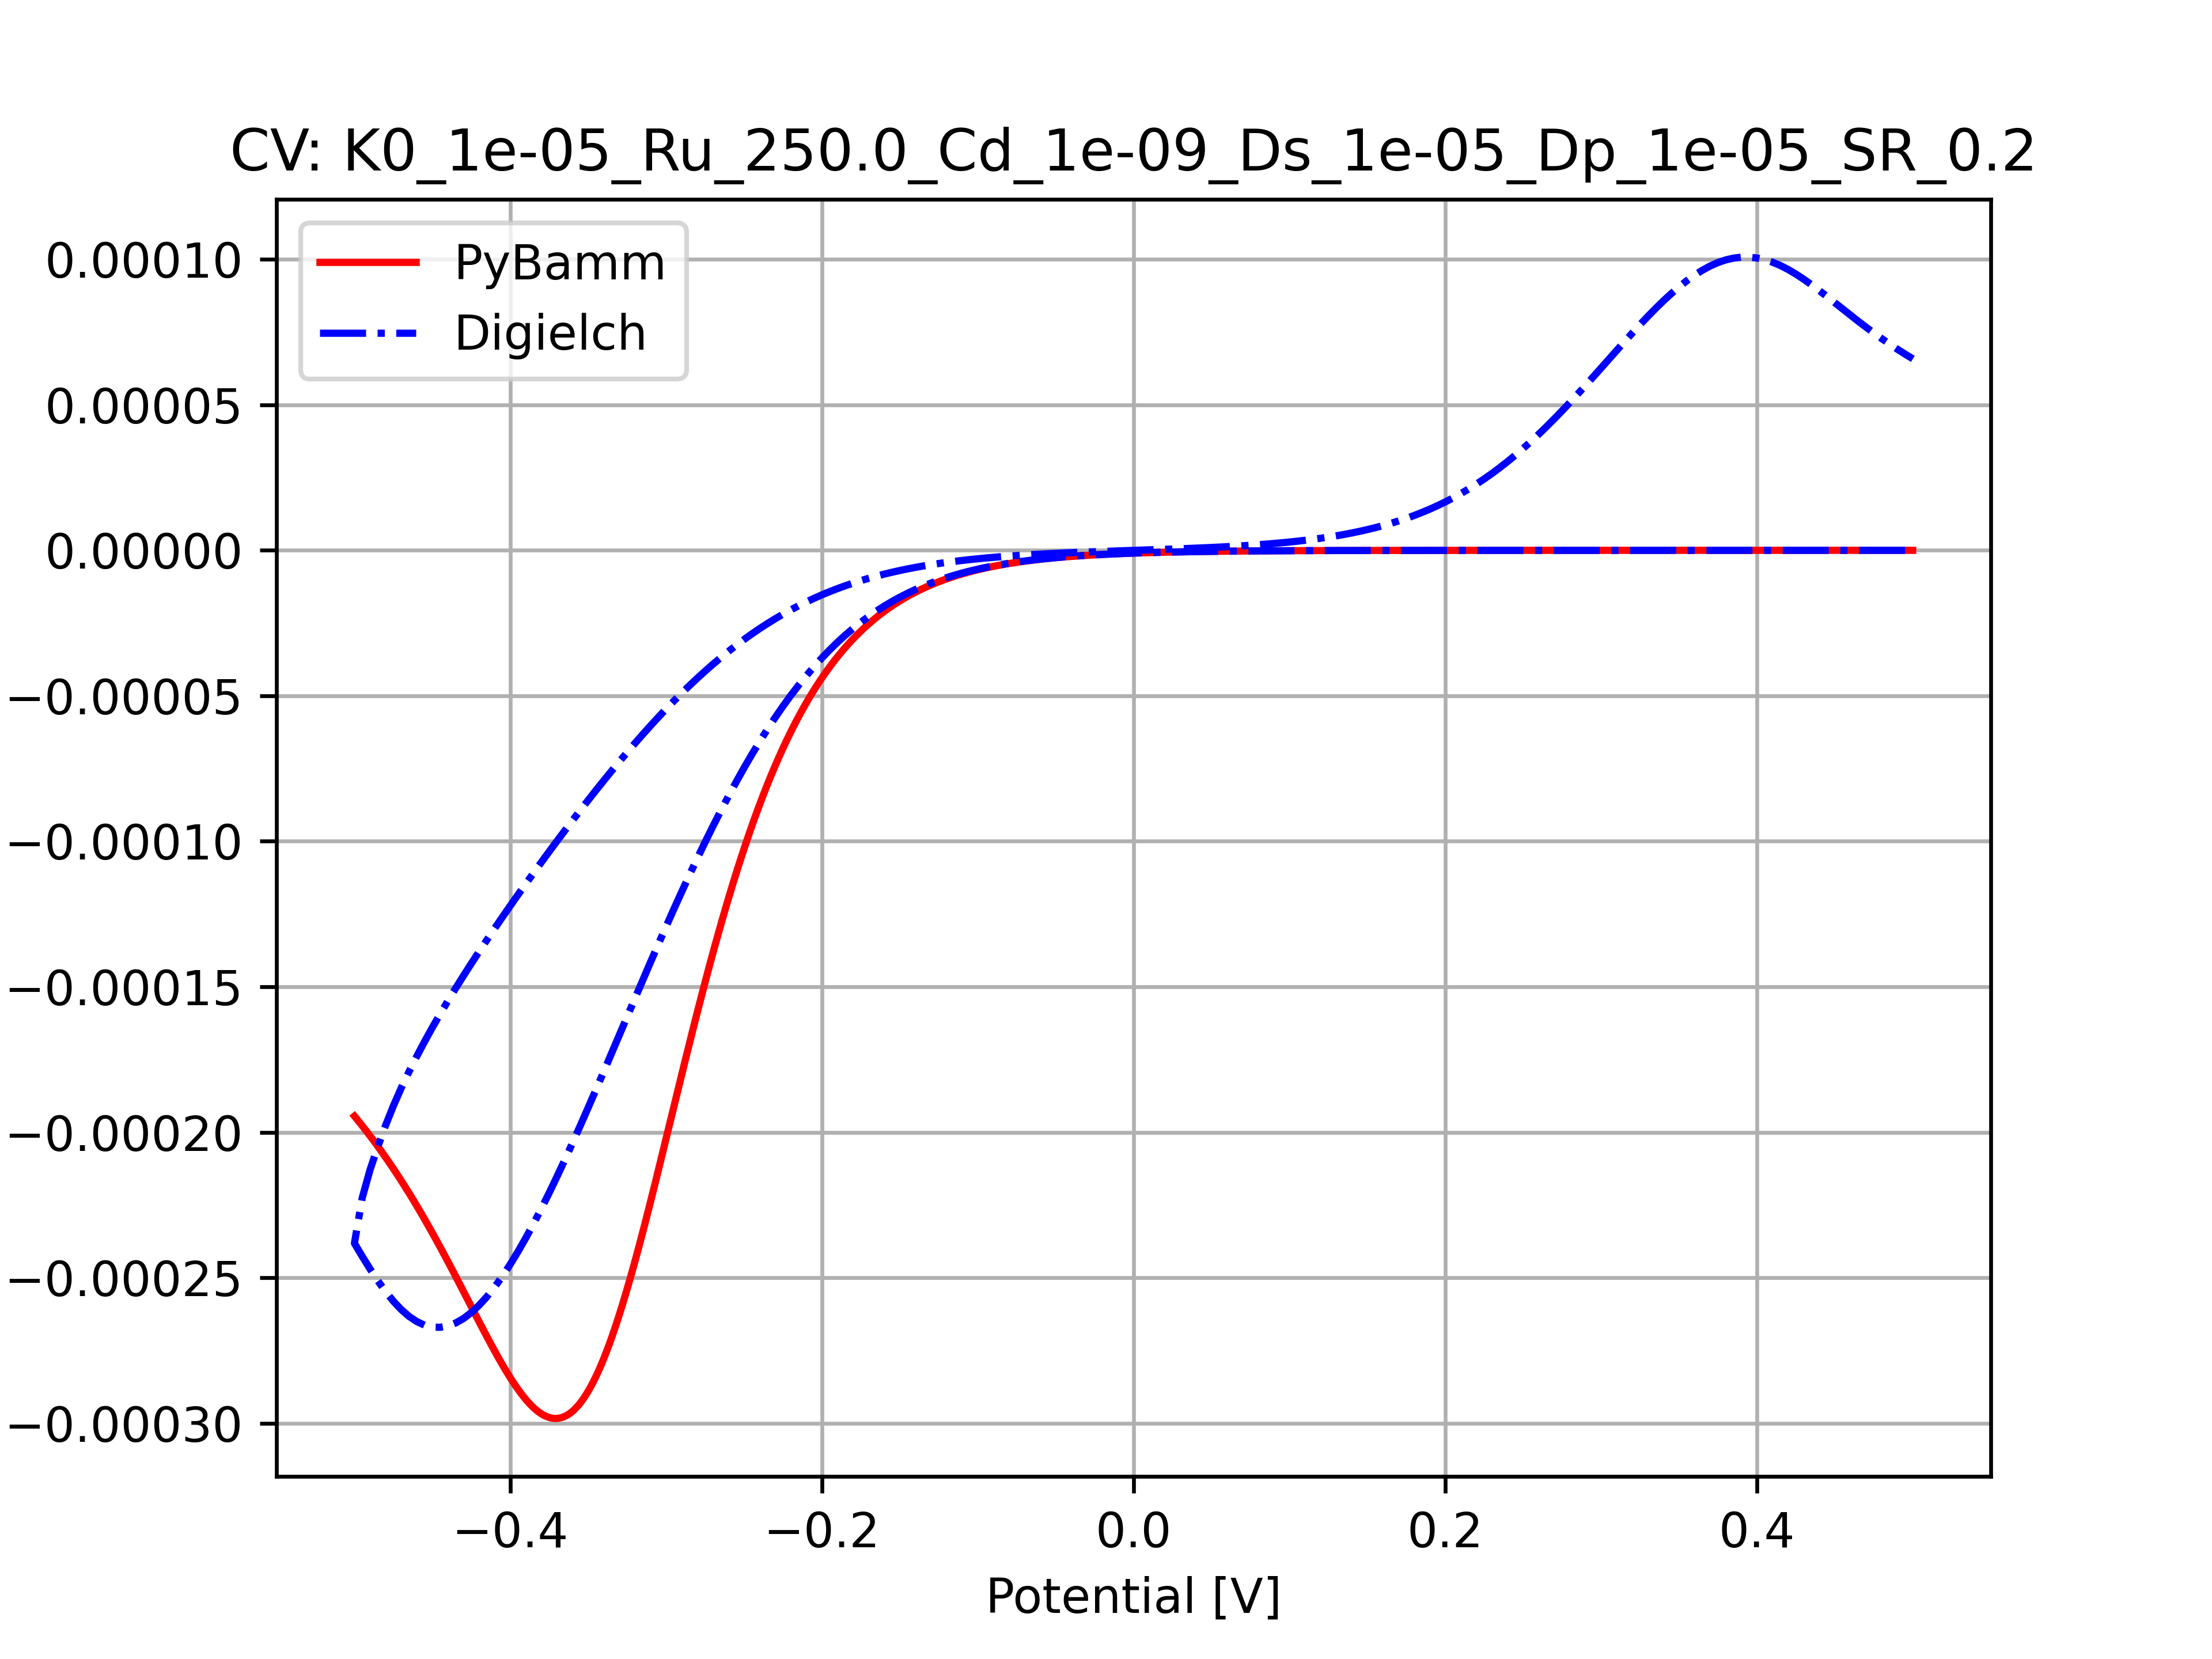 CV: K0_1e-05_Ru_250.0_Cd_1e-09_Ds_1e-05_Dp_1e-05_SR_0.2
PyBamm
Digielch
0.00010
0.00005
0.00000
−0.00005
−0.00010
−0.00015
−0.00020
−0.00025
−0.00030
−0.4 −0.2 0.0 0.2 0.4
Potential [V]